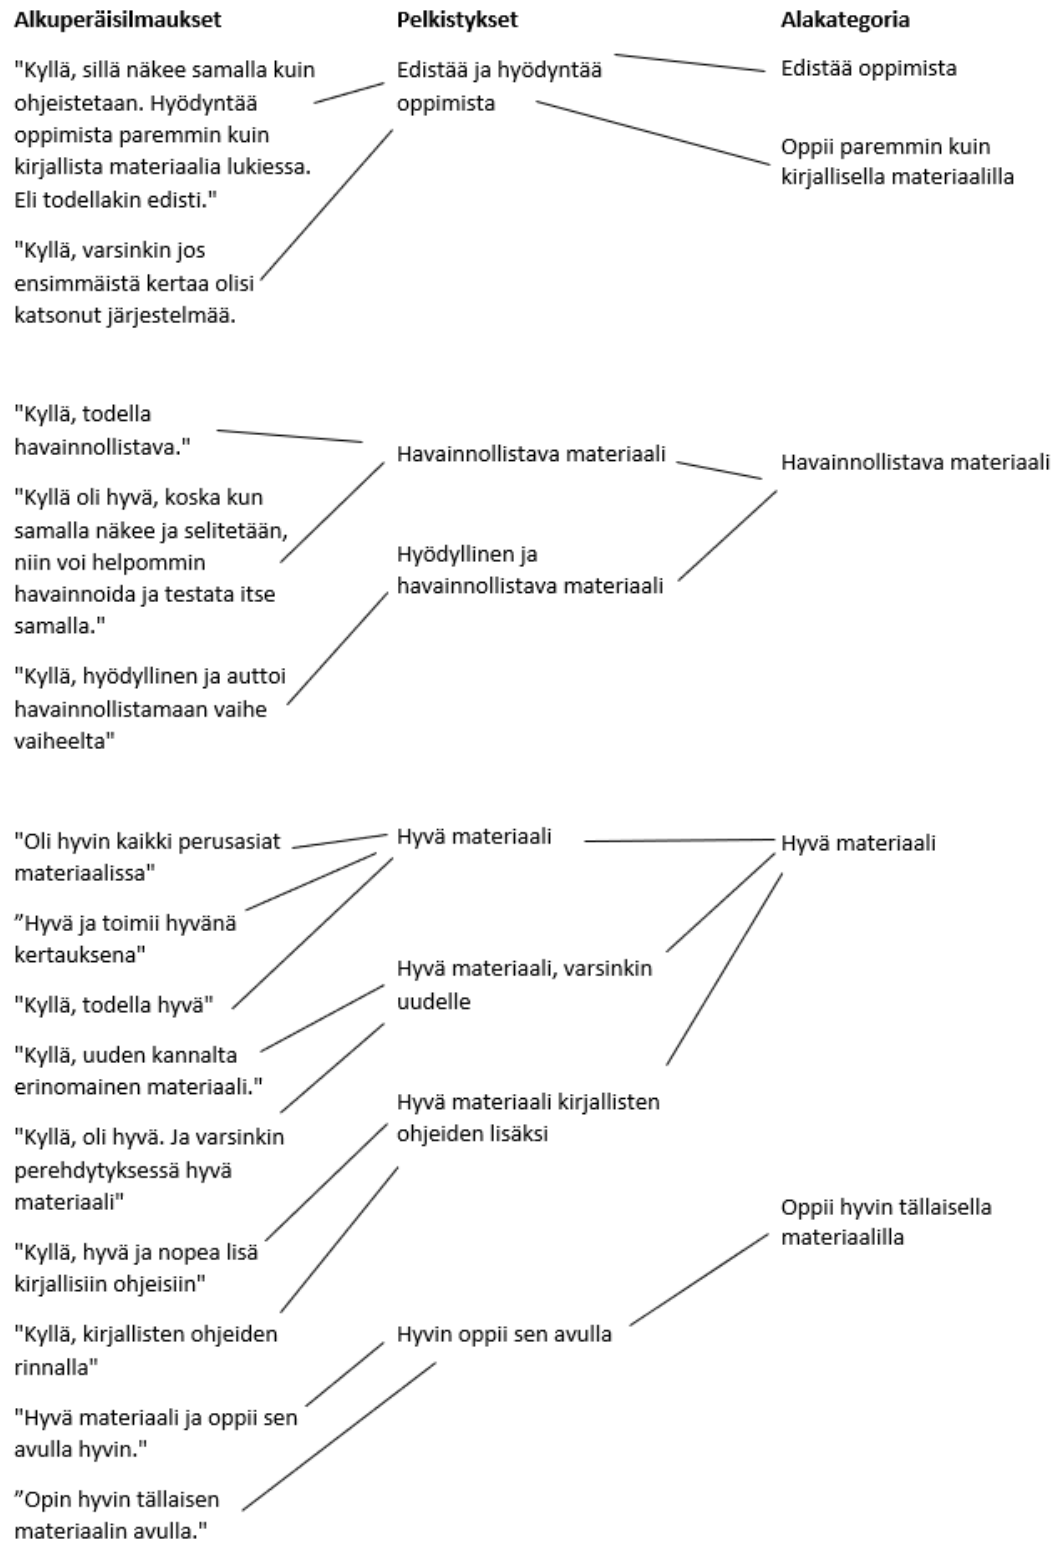 Alkuperäisilmaukset
Pelkistykset
Alakategoria
"Kyllä, sillä näkee samalla kuin
ohjeistetaan. Hyödyntää
oppimista paremmin kuin
kirjallista materiaalia lukiessa.
Eli todellakin edisti."
"Kyllä, varsinkin jos
ensimmäistä kertaa olisi
katsonut järjestelmää.
Edistää ja hyödyntää
oppimista
Edistää oppimista
Oppii paremmin kuin
kirjallisella materiaalilla
"Kyllä, todella
havainnollistava."
"Kyllä oli hyvä, koska kun
samalla näkee ja selitetään,
niin voi helpommin
havainnoida ja testata itse
samalla."
"Kyllä, hyödyllinen ja auttoi
havainnollistamaan vaihe
vaiheelta"
Havainnollistava materiaali
Hyödyllinen ja
havainnollistava materiaali
Havainnollistava materiaali
"Oli hyvin kaikki perusasiat
materiaalissa"
”Hyvä ja toimii hyvänä
kertauksena"
"Kyllä, todella hyvä"
"Kyllä, uuden kannalta
erinomainen materiaali."
"Kyllä, oli hyvä. Ja varsinkin
perehdytyksessä hyvä
materiaali"
"Kyllä, hyvä ja nopea lisä
kirjallisiin ohjeisiin"
"Kyllä, kirjallisten ohjeiden
rinnalla"
"Hyvä materiaali ja oppii sen
avulla hyvin."
”Opin hyvin tällaisen
materiaalin avulla."
Hyvä materiaali
Hyvä materiaali, varsinkin
uudelle
Hyvä materiaali kirjallisten
ohjeiden lisäksi
Hyvin oppii sen avulla
Hyvä materiaali
Oppii hyvin tällaisella
materiaalilla